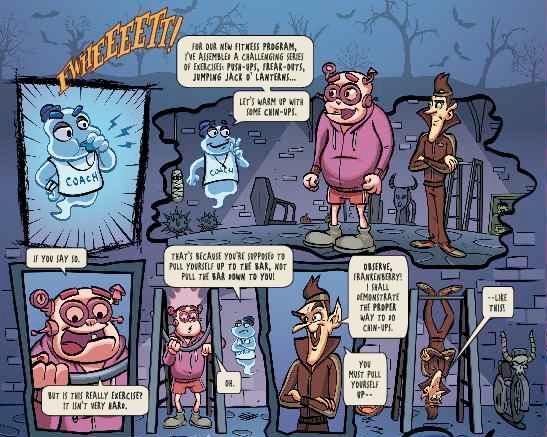 FWHEEEEETT!
FOR OUR NEW FITNESS PROGRAM,
I'VE ASSEMBLED A CHALLENGING SERIES
OF EXERCISES: PUSH-UPS, FREAK-OUTS,
JUMPING JACK O' LANTERNS...
LET'S WARM UP WITH
SOME CHIN-UPS.
COACH
COACH
IF YOU SAY SO.
BUT IS THIS REALLY EXERCISE?
IT ISN'T VERY HARD.
THAT'S BECAUSE YOU'RE SUPPOSED TO
PULL YOURSELF UP TO THE BAR, NOT
PULL THE BAR DOWN TO YOU!
OH.
OBSERVE,
FRANKENBERRY!
I SHALL
DEMONSTRATE
THE PROPER
WAY TO DO
CHIN-UPS.
YOU
MUST PULL
YOURSELF
UP--
--LIKE
THIS!